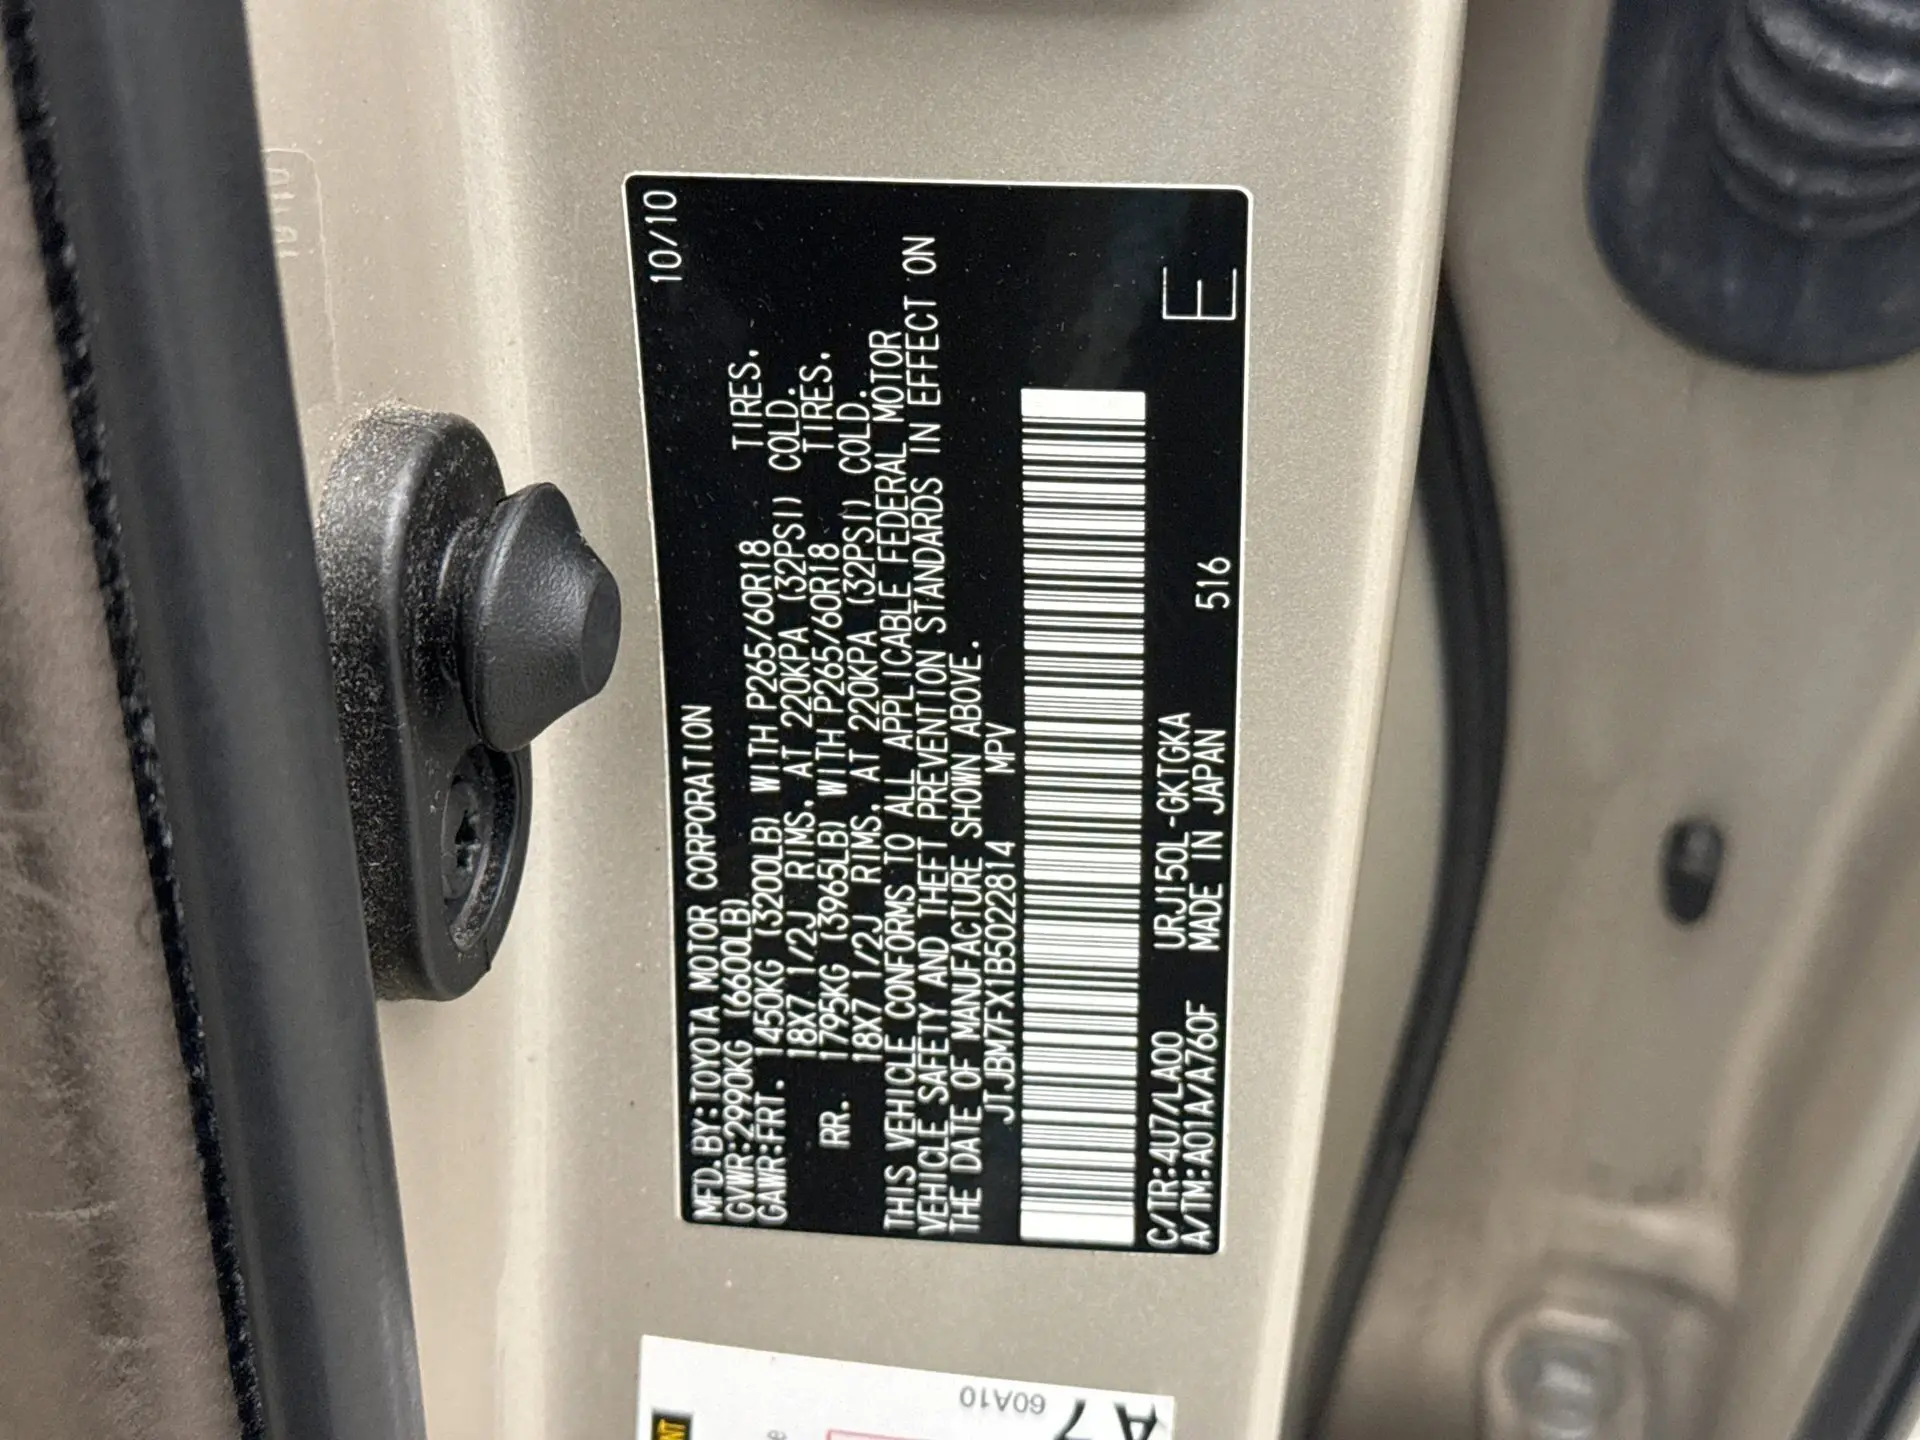 10/10
MFD.BY:TOYOTA MOTOR CORPORATION
GVWR:2990KG (6600LB)
GAWR:FRT. 1450KG (3200LB) WITH P265/60R18 TIRES.
18X7 1/2J RIMS. AT 220KPA (32PSI) COLD.
RR. 1795KG (3965LB) WITH P265/60R18 TIRES.
18X7 1/2J RIMS. AT 220KPA (32PSI) COLD.
THIS VEHICLE CONFORMS TO ALL APPLICABLE FEDERAL MOTOR
VEHICLE SAFETY AND THEFT PREVENTION STANDARDS IN EFFECT ON
THE DATE OF MANUFACTURE SHOWN ABOVE.
JTJBM7FX1B5022814 MPV
C/TR:4U7/LA00 URJ150L-GKTGKA
A/TM:A01A/A760F MADE IN JAPAN 516
E
60A10
A7